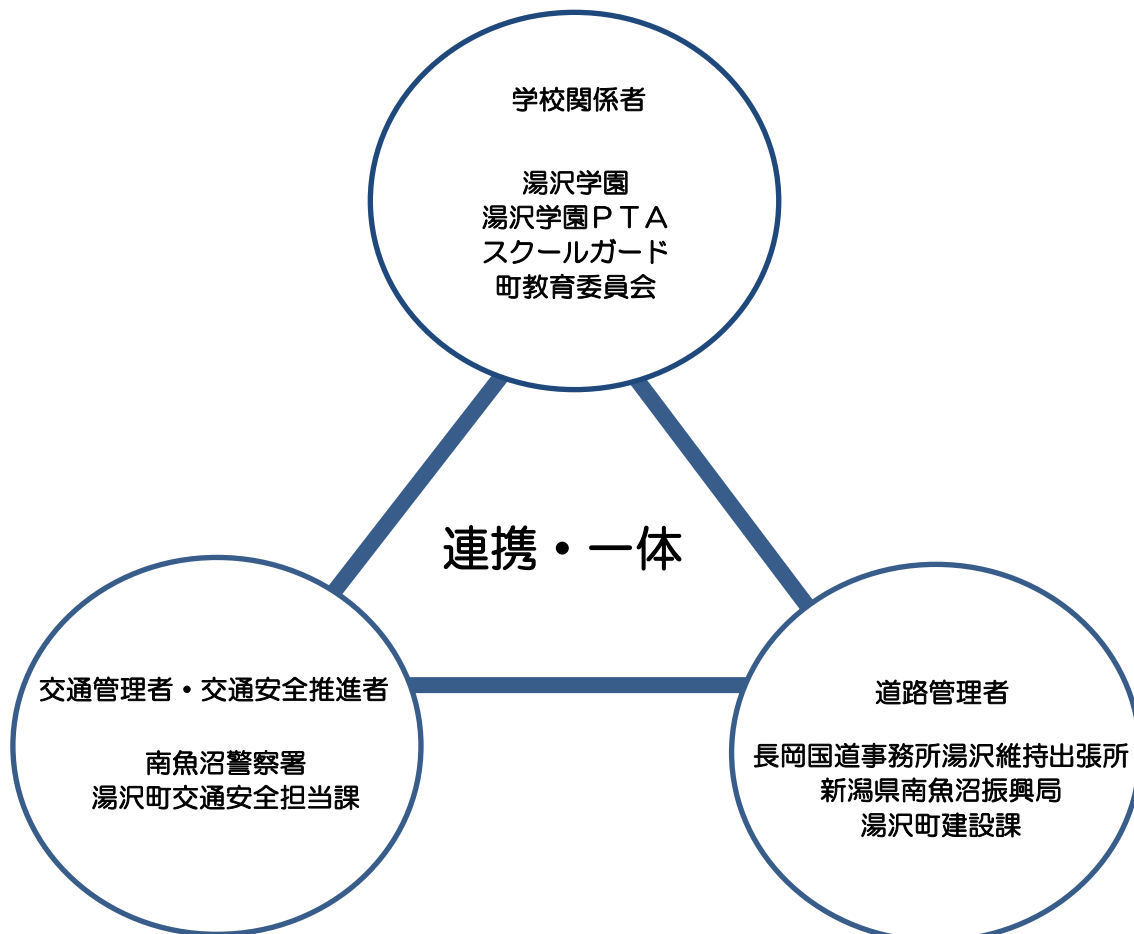 学校関係者
湯沢学園
湯沢学園ＰＴＡ
スクールガード
町教育委員会
連携・一体
交通管理者・交通安全推進者
南魚沼警察署
湯沢町交通安全担当課
道路管理者
長岡国道事務所湯沢維持出張所
新潟県南魚沼振興局
湯沢町建設課